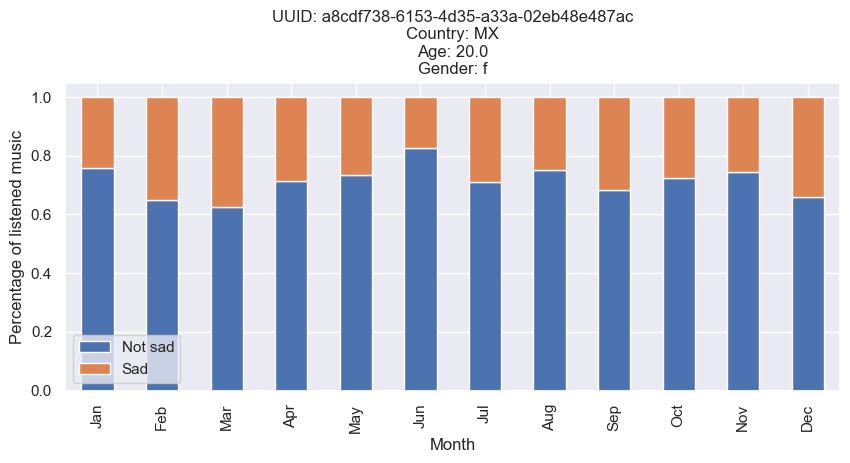 UUID: a8cdf738-6153-4d35-a33a-02eb48e487ac
Country: MX
Age: 20.0
Gender: f
Percentage of listened music
1.0
0.8
0.6
0.4
0.2
0.0
Not sad
Sad
Jan
Feb
Mar
Apr
May
Jun
Jul
Aug
Sep
Oct
Nov
Dec
Month